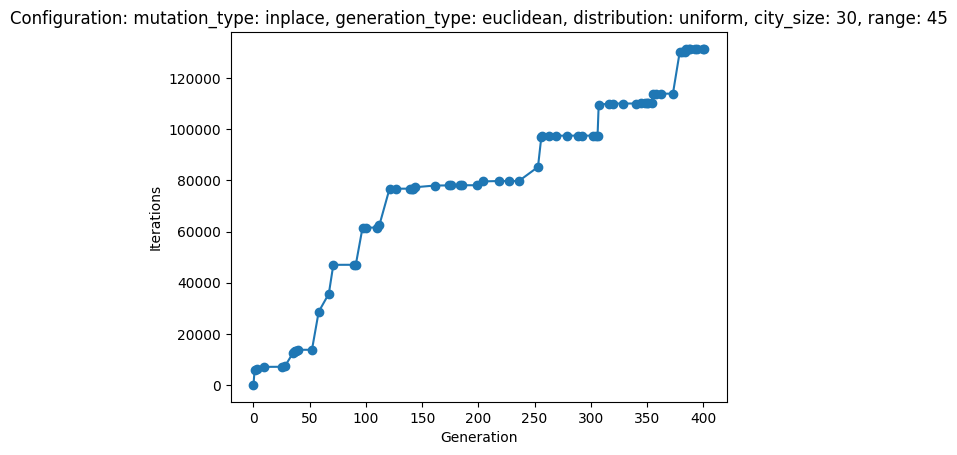 Configuration: mutation_type: inplace, generation_type: euclidean, distribution: uniform, city_size: 30, range: 45
120000
100000
80000
60000
40000
20000
0
Iterations
0 50 100 150 200 250 300 350 400
Generation